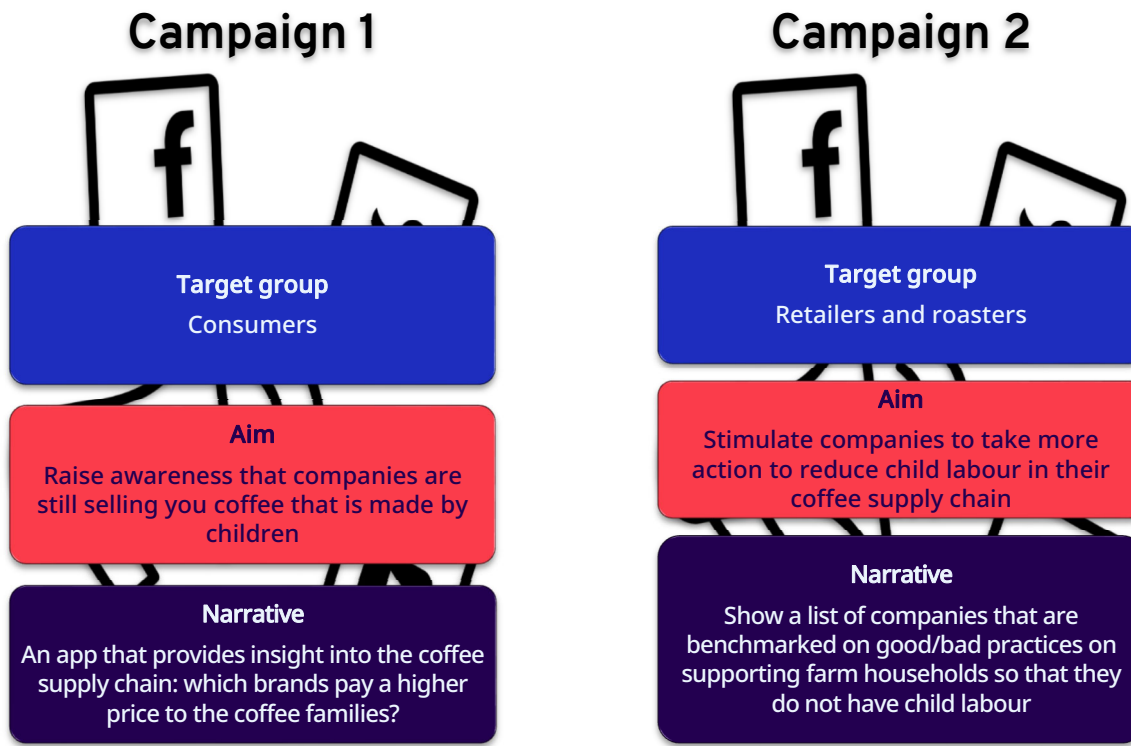 Campaign 1
f
Target group
Consumers
Aim
Raise awareness that companies are
still selling you coffee that is made by
children
Narrative
An app that provides insight into the coffee
supply chain: which brands pay a higher
price to the coffee families?
Campaign 2
f
Target group
Retailers and roasters
Aim
Stimulate companies to take more
action to reduce child labour in their
coffee supply chain
Narrative
Show a list of companies that are
benchmarked on good/bad practices on
supporting farm households so that they
do not have child labour